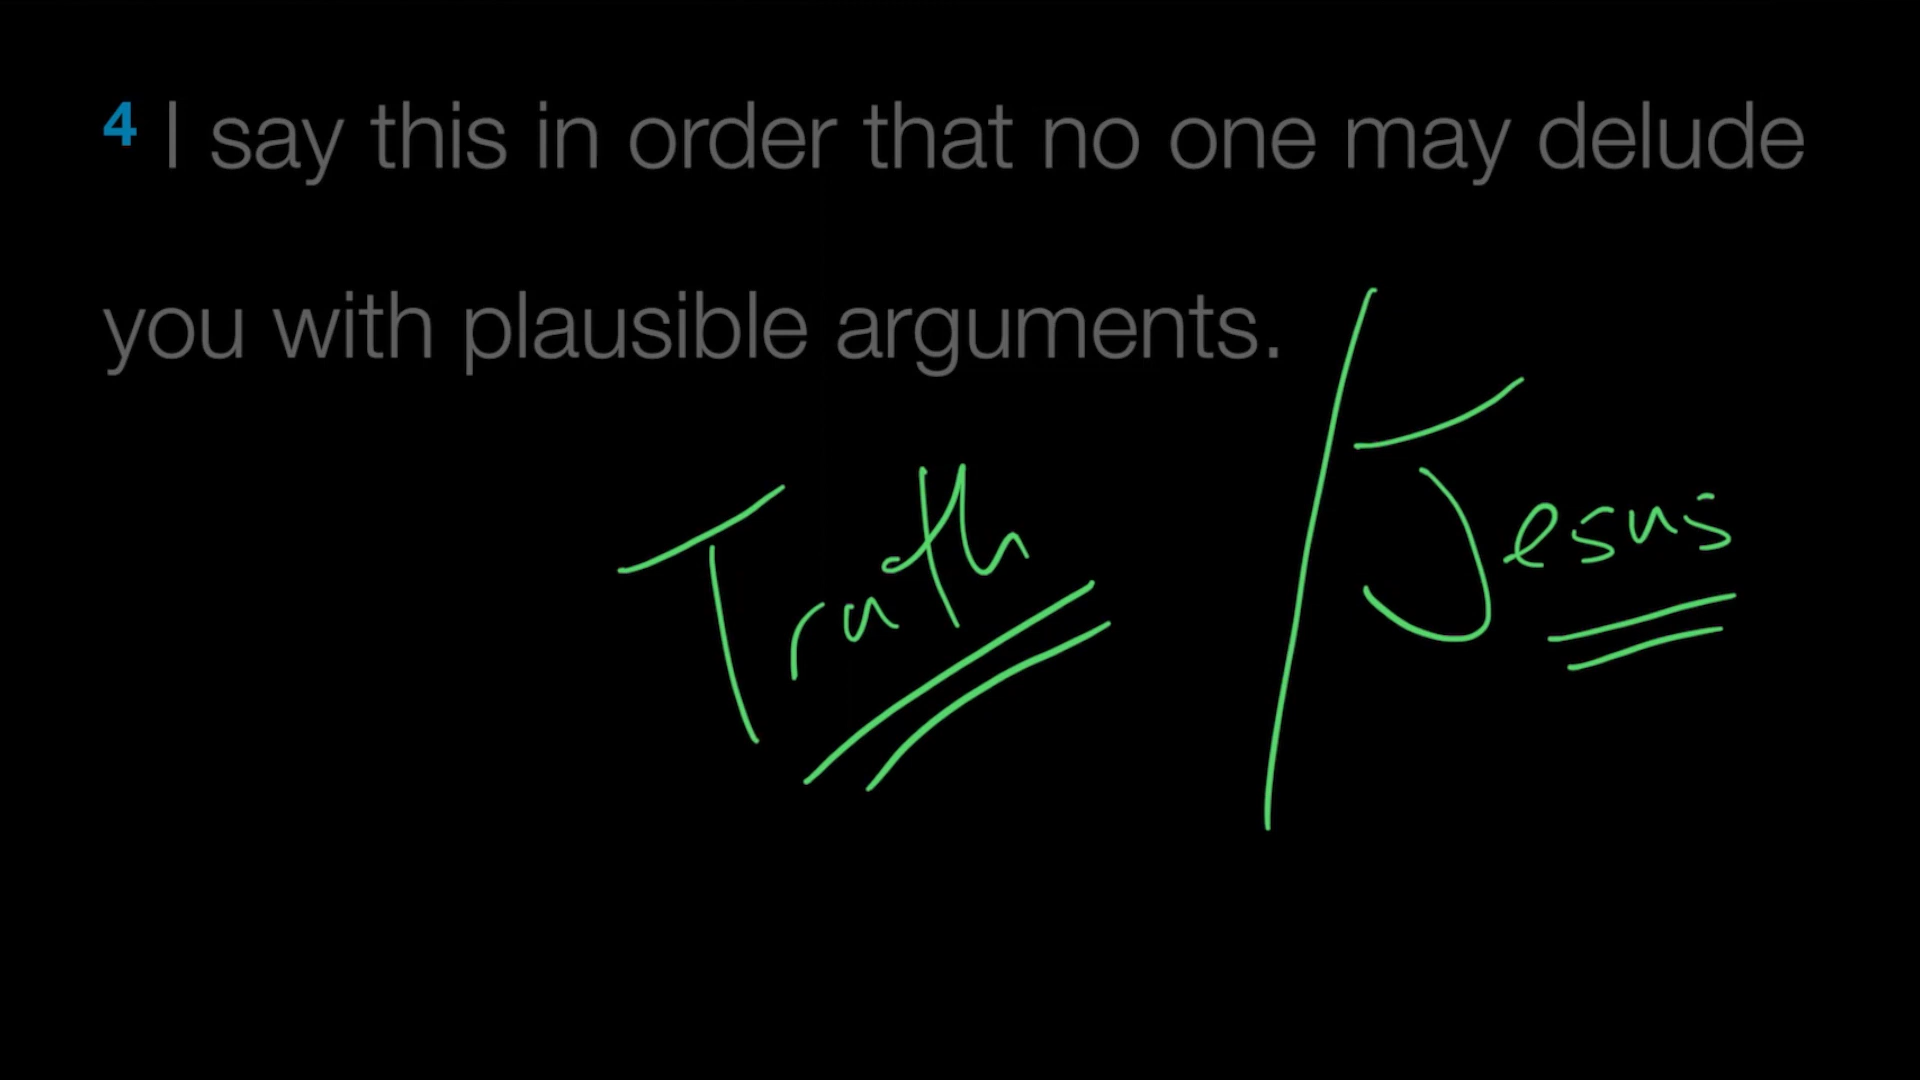 4 I say this in order that no one may delude
you with plausible arguments.
Truth / Jesus